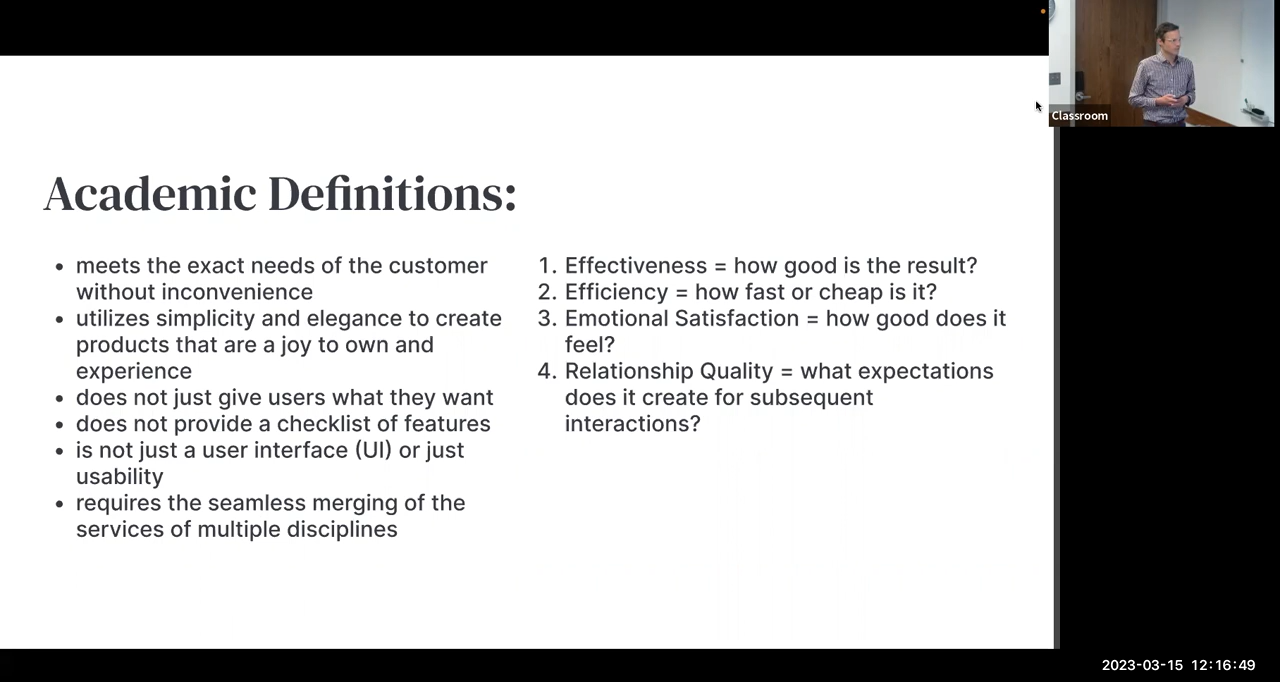 Classroom
Academic Definitions:
• meets the exact needs of the customer
without inconvenience
• utilizes simplicity and elegance to create
products that are a joy to own and
experience
• does not just give users what they want
• does not provide a checklist of features
• is not just a user interface (UI) or just
usability
• requires the seamless merging of the
services of multiple disciplines
1. Effectiveness = how good is the result?
2. Efficiency = how fast or cheap is it?
3. Emotional Satisfaction = how good does it
feel?
4. Relationship Quality = what expectations
does it create for subsequent
interactions?
2023-03-15 12:16:49